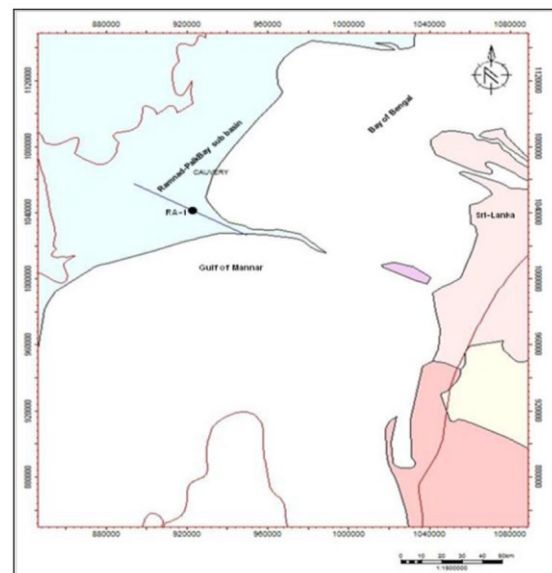 880000 920000 960000 1000000 1040000 1080000
1120000 1120000
Bay of Bengal
1080000 1080000
Ramnad-PalkBay sub basin
CAUVERY
1040000 1040000
RA-1
Sri-Lanka
Gulf of Mannar
1000000 1000000
960000 960000
920000 920000
880000 880000
880000 920000 960000 1000000 1040000 1080000
0 10 20 30 40 50km